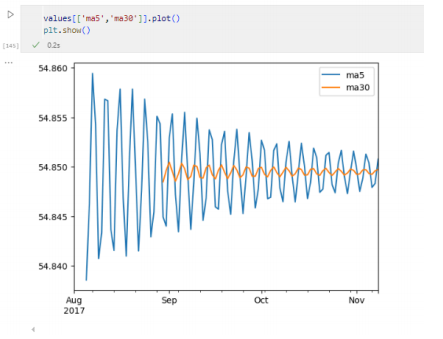 values[['ma5','ma30']].plot()
plt.show()
[145]
0.2s
...
ma5
ma30
54.860
54.855
54.850
54.845
54.840
Aug
2017
Sep
Oct
Nov